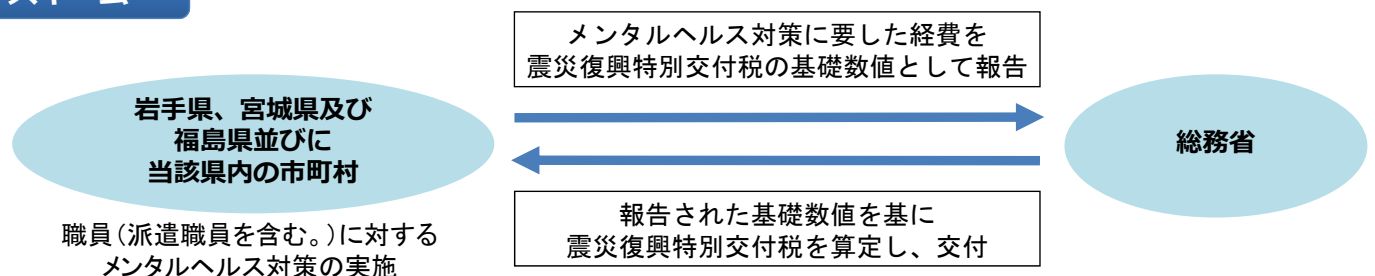 スキーム
メンタルヘルス対策に要した経費を
震災復興特別交付税の基礎数値として報告
岩手県、宮城県及び
福島県並びに
当該県内の市町村
総務省
報告された基礎数値を基に
震災復興特別交付税を算定し、交付
職員（派遣職員を含む。）に対する
メンタルヘルス対策の実施